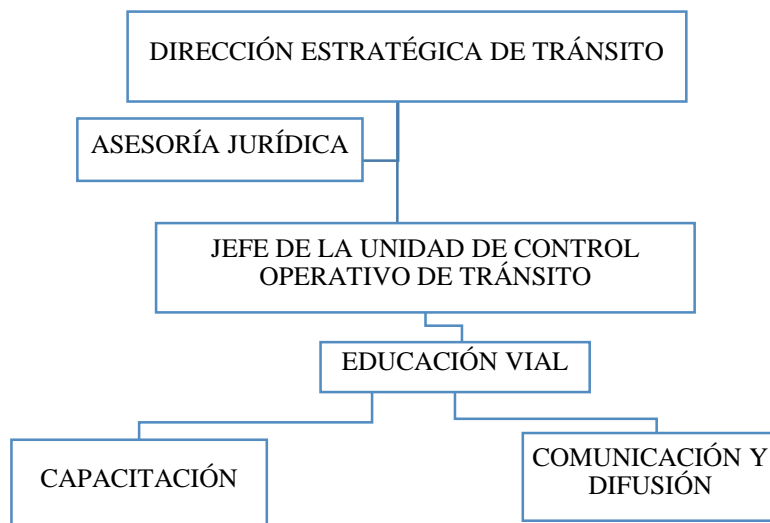 DIRECCIÓN ESTRATÉGICA DE TRÁNSITO
ASESORÍA JURÍDICA
JEFE DE LA UNIDAD DE CONTROL
OPERATIVO DE TRÁNSITO
EDUCACIÓN VIAL
CAPACITACIÓN
COMUNICACIÓN Y
DIFUSIÓN